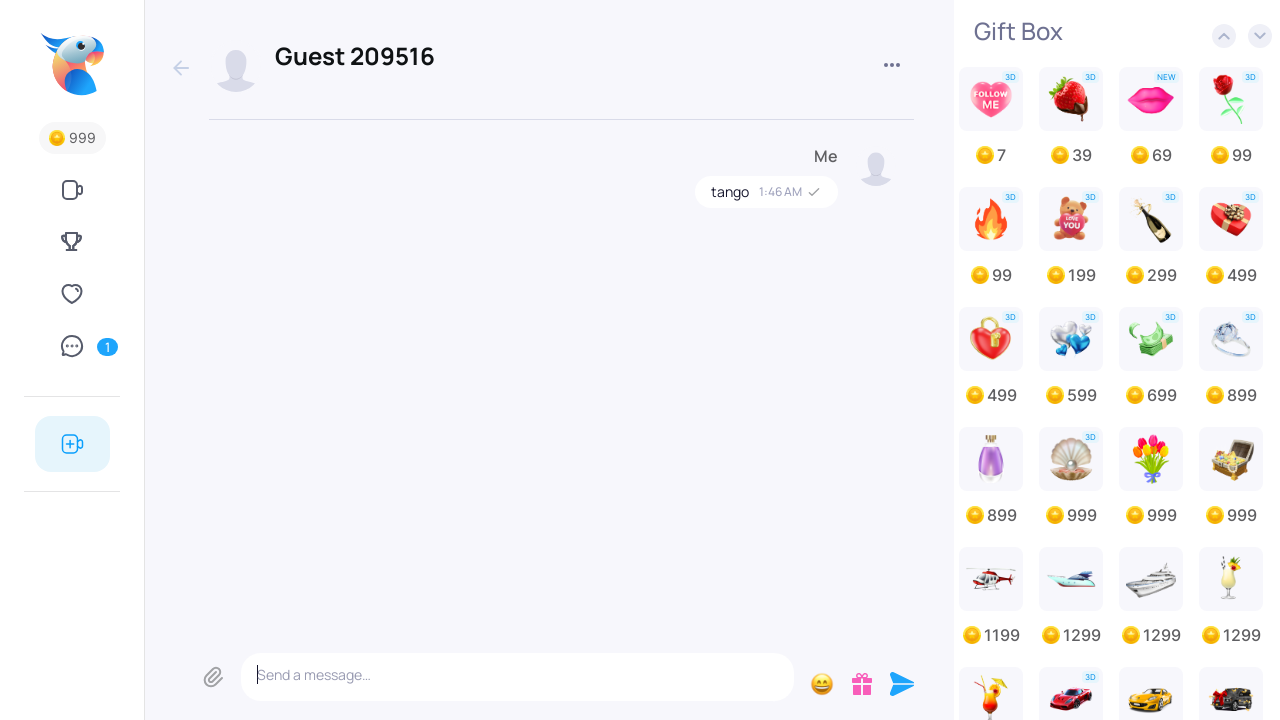 999
1
Guest 209516
Me
tango 1:46 AM
Send a message...
Gift Box
3D 3D NEW 3D
FOLLOW
ME
7 39 69 99
3D 3D 3D 3D
LOVE
YOU
99 199 299 499
3D 3D 3D 3D
499 599 699 899
3D
899 999 999 999
1199 1299 1299 1299
3D